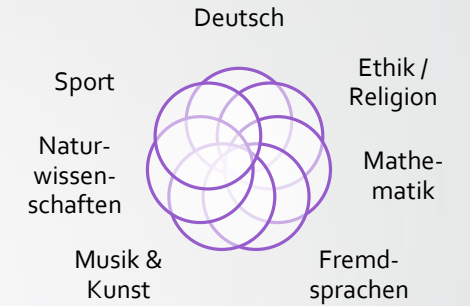 Deutsch
Ethik /
Religion
Mathe-
matik
Fremd-
sprachen
Musik &
Kunst
Natur-
wissen-
schaften
Sport